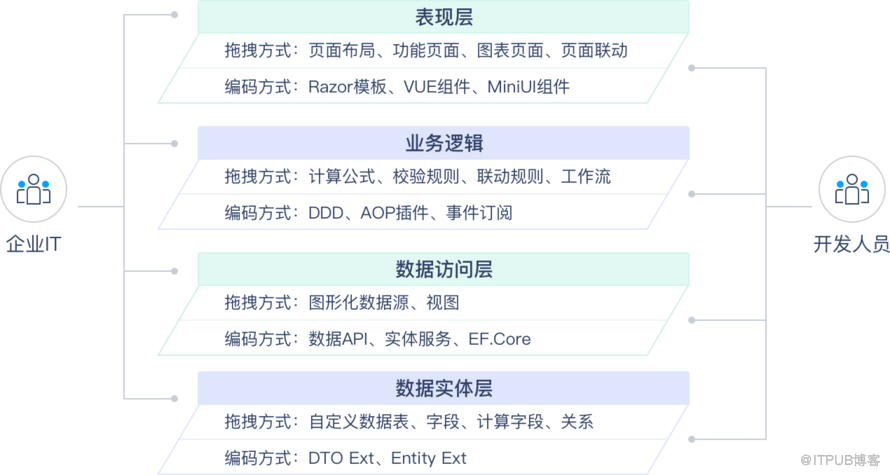 表现层
拖拽方式：页面布局、功能页面、图表页面、页面联动
编码方式：Razor模板、VUE组件、MiniUI组件
业务逻辑
拖拽方式：计算公式、校验规则、联动规则、工作流
编码方式：DDD、AOP插件、事件订阅
企业IT
开发人员
数据访问层
拖拽方式：图形化数据源、视图
编码方式：数据API、实体服务、EF.Core
数据实体层
拖拽方式：自定义数据表、字段、计算字段、关系
编码方式：DTO Ext、Entity Ext
@ITPUB博客